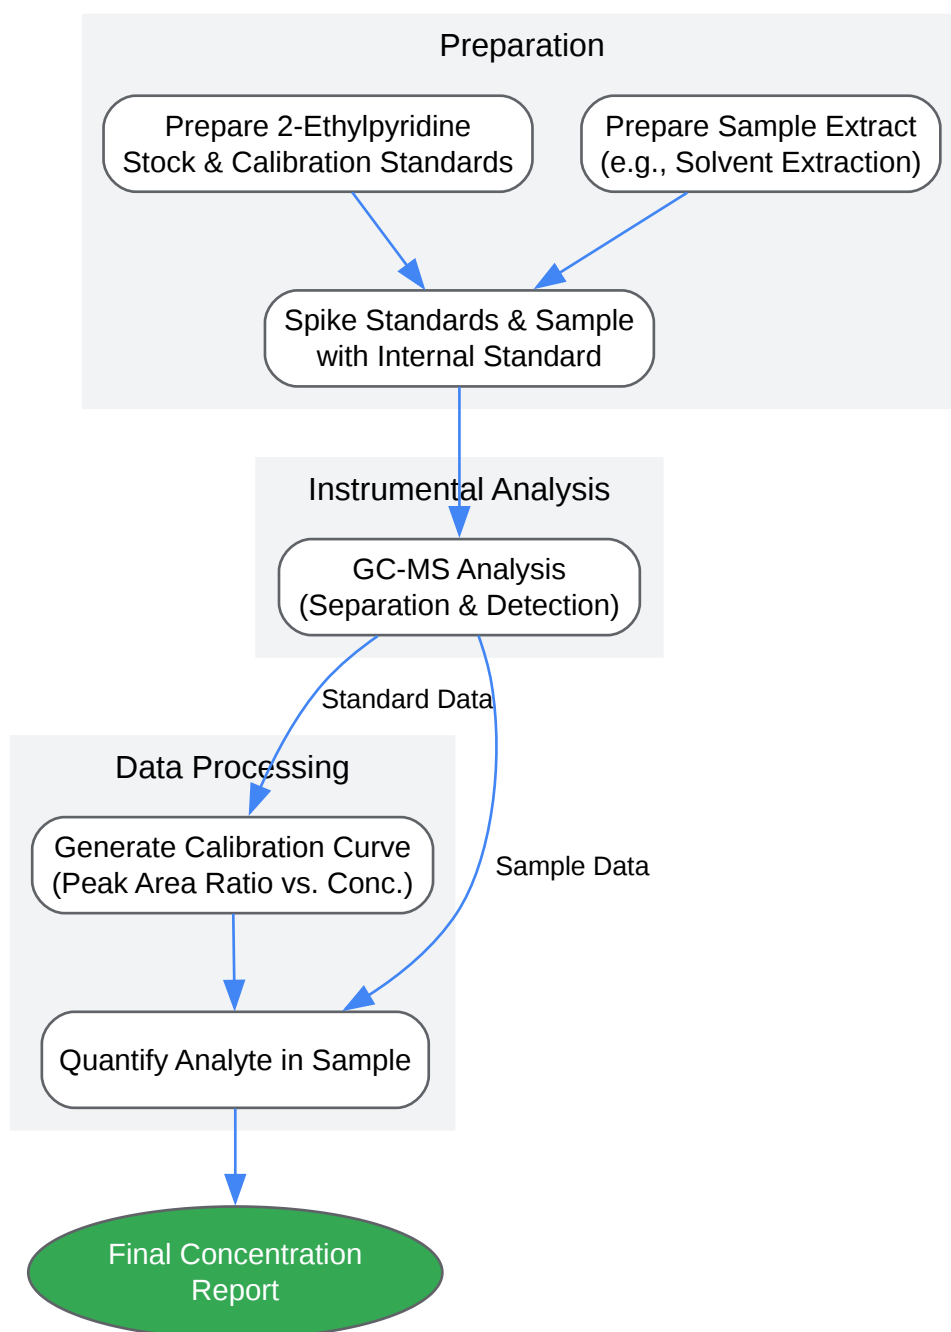 Preparation
Prepare 2-Ethylpyridine
Stock & Calibration Standards
Prepare Sample Extract
(e.g., Solvent Extraction)
Spike Standards & Sample
with Internal Standard
Instrumental Analysis
GC-MS Analysis
(Separation & Detection)
Standard Data
Data Processing
Generate Calibration Curve
(Peak Area Ratio vs. Conc.)
Sample Data
Quantify Analyte in Sample
Final Concentration
Report